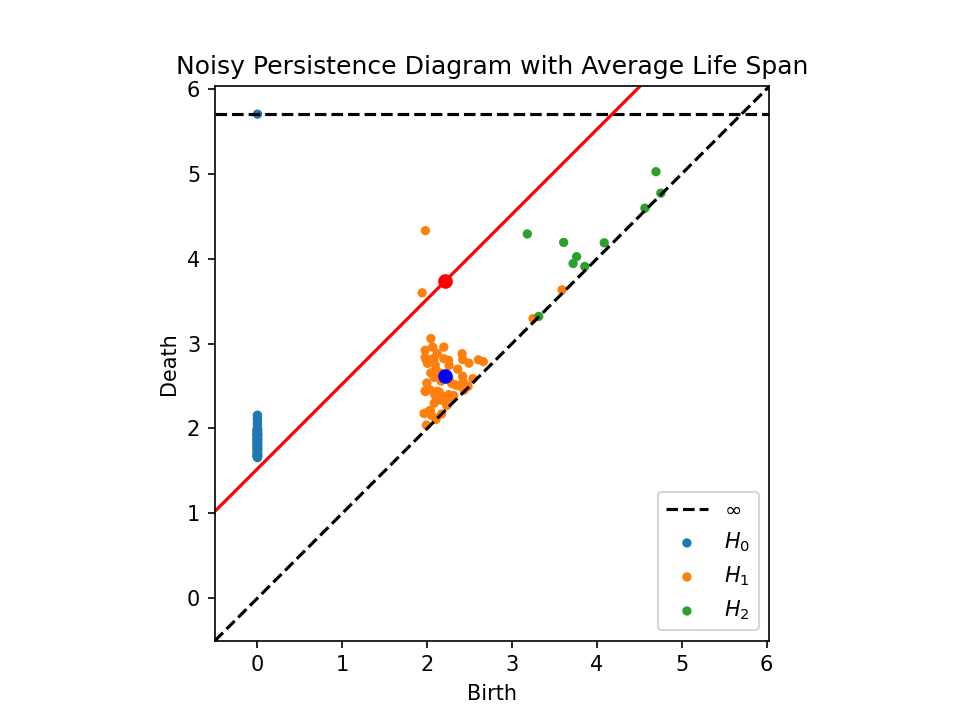 Noisy Persistence Diagram with Average Life Span
6
5
4
3
2
1
0
Death
0 1 2 3 4 5 6
Birth
∞
H₀
H₁
H₂